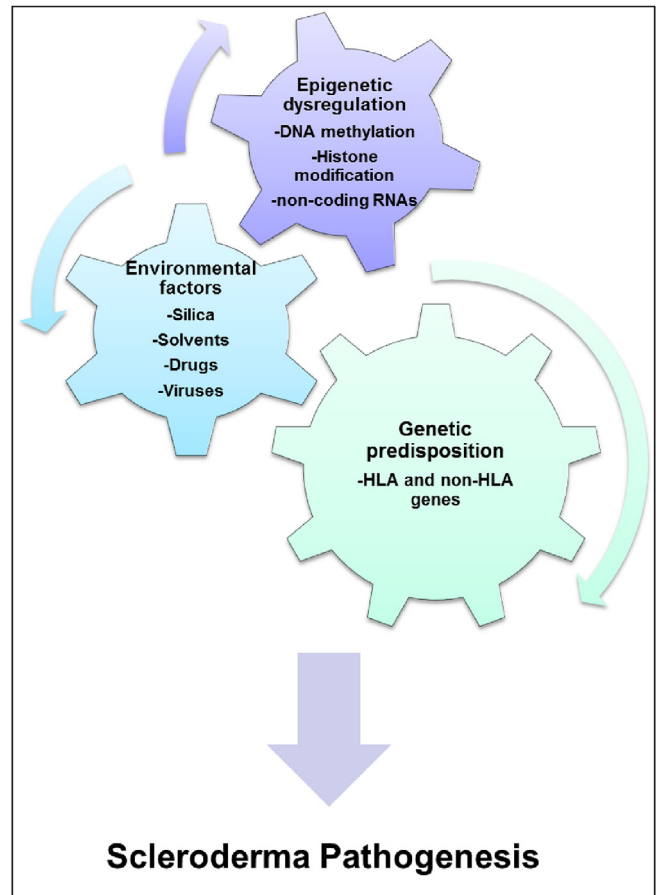 Epigenetic
dysregulation
-DNA methylation
-Histone
modification
-non-coding RNAs
Environmental
factors
-Silica
-Solvents
-Drugs
-Viruses
Genetic
predisposition
-HLA and non-HLA
genes
Scleroderma Pathogenesis